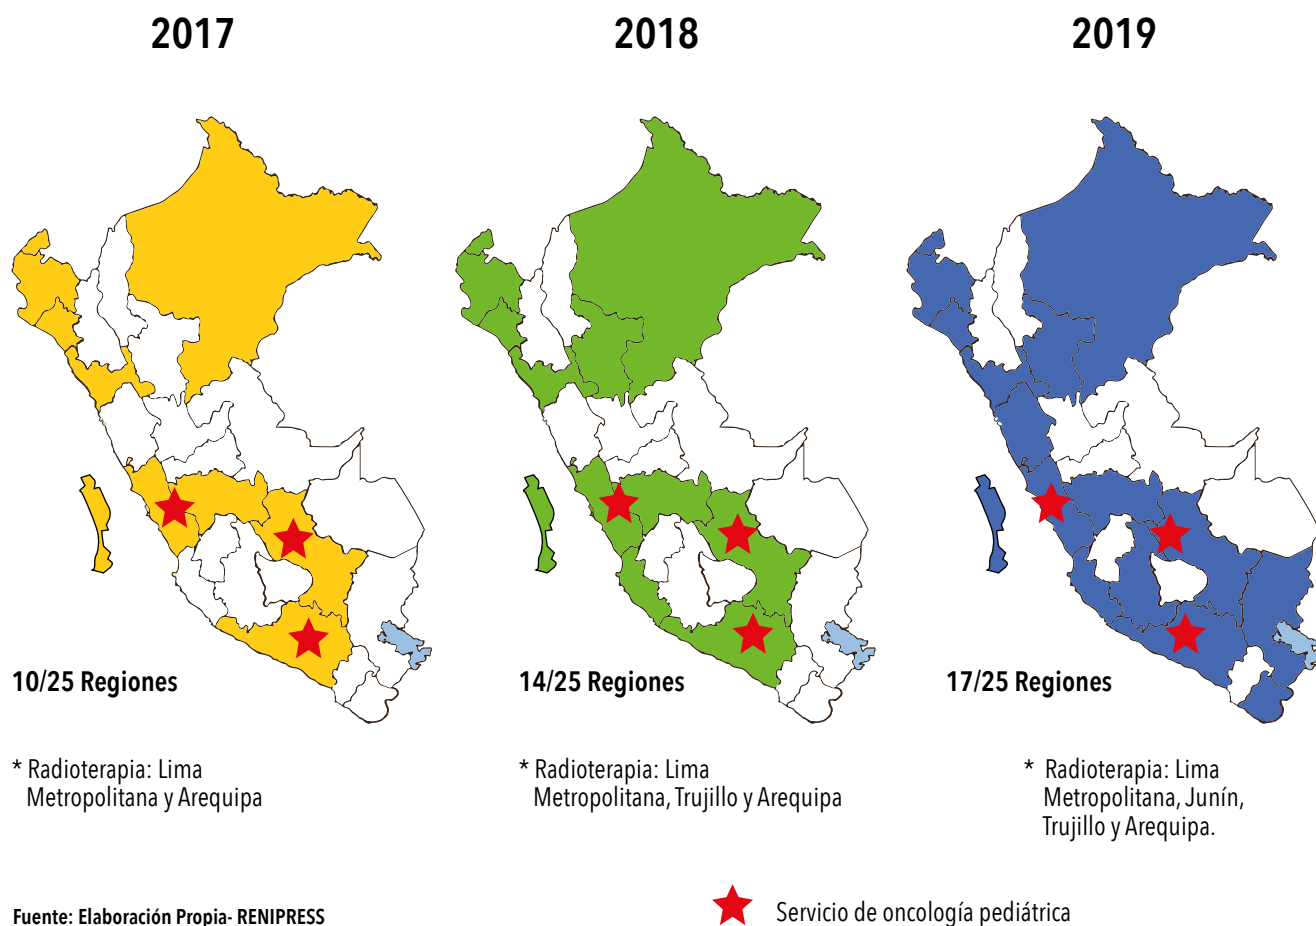 2017
2018
2019
10/25 Regiones
14/25 Regiones
17/25 Regiones
* Radioterapia: Lima
Metropolitana y Arequipa
* Radioterapia: Lima
Metropolitana, Trujillo y Arequipa
* Radioterapia: Lima
Metropolitana, Junín,
Trujillo y Arequipa.
Fuente: Elaboración Propia- RENIPRESS
Servicio de oncología pediátrica